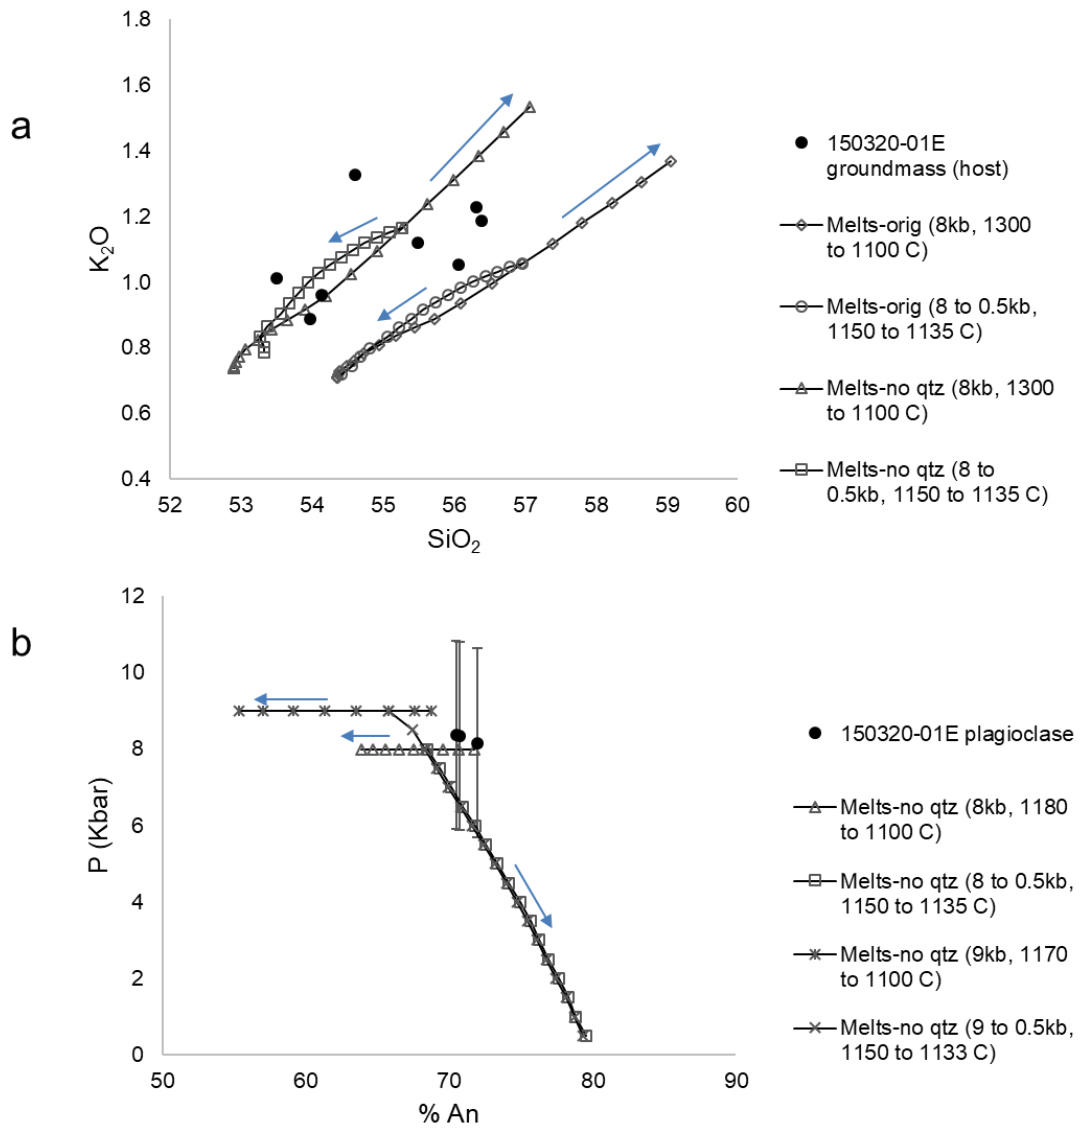 a
K₂O
1.8
1.6
1.4
1.2
1.0
0.8
0.6
0.4
52 53 54 55 56 57 58 59 60
SiO₂
150320-01E
groundmass (host)
Melts-orig (8kb, 1300
to 1100 C)
Melts-orig (8 to 0.5kb,
1150 to 1135 C)
Melts-no qtz (8kb, 1300
to 1100 C)
Melts-no qtz (8 to
0.5kb, 1150 to 1135 C)
b
P (Kbar)
12
10
8
6
4
2
0
50 60 70 80 90
% An
150320-01E plagioclase
Melts-no qtz (8kb, 1180
to 1100 C)
Melts-no qtz (8 to 0.5kb,
1150 to 1135 C)
Melts-no qtz (9kb, 1170
to 1100 C)
Melts-no qtz (9 to 0.5kb,
1150 to 1133 C)